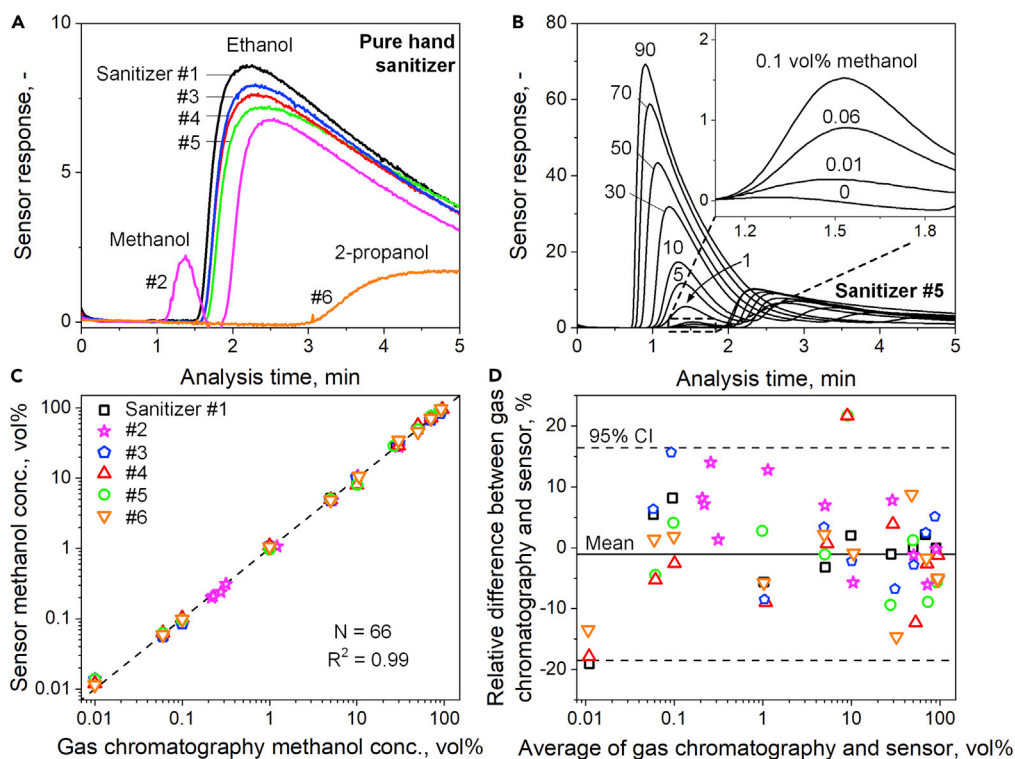 A
10
Ethanol
Pure hand
sanitizer
Sanitizer #1
#3
#4
#5
Methanol
#2
2-propanol
#6
Sensor response, -
5
0
0 1 2 3 4 5
Analysis time, min
B
80
60
40
20
0
Sensor response, -
90
70
50
30
10
5
1
2
1
0
0.1 vol% methanol
0.06
0.01
0
1.2 1.5 1.8
Sanitizer #5
0 1 2 3 4 5
Analysis time, min
C
Sensor methanol conc., vol%
100
10
1
0.1
0.01
Sanitizer #1
#2
#3
#4
#5
#6
N = 66
R² = 0.99
0.01 0.1 1 10 100
Gas chromatography methanol conc., vol%
D
Relative difference between gas
chromatography and sensor, %
20
10
0
-10
-20
95% CI
Mean
0.01 0.1 1 10 100
Average of gas chromatography and sensor, vol%